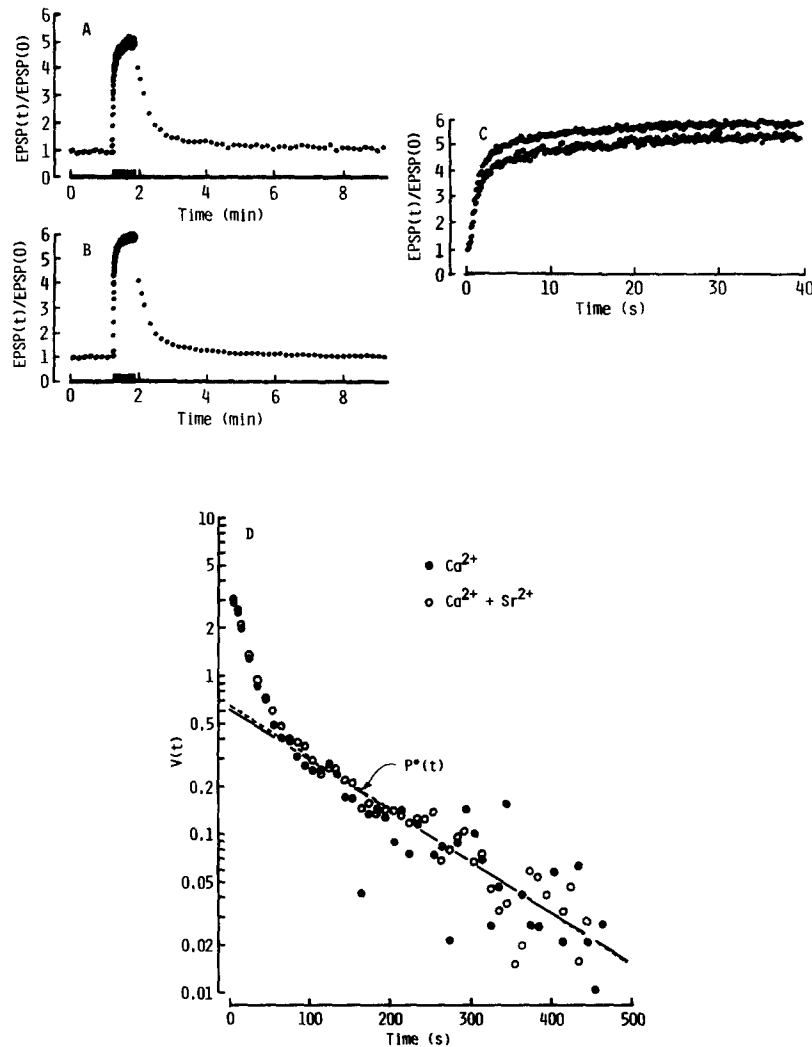 A
EPSP(t)/EPSP(0)
6
5
4
3
2
1
0
0 2 4 6 8
Time (min)
B
EPSP(t)/EPSP(0)
6
5
4
3
2
1
0
0 2 4 6 8
Time (min)
C
EPSP(t)/EPSP(0)
6
5
4
3
2
1
0
0 10 20 30 40
Time (s)
D
V(t)
10
5
2
1
0.5
0.2
0.1
0.05
0.02
0.01
Ca2+
Ca2+ + Sr2+
P*(t)
0 100 200 300 400 500
Time (s)